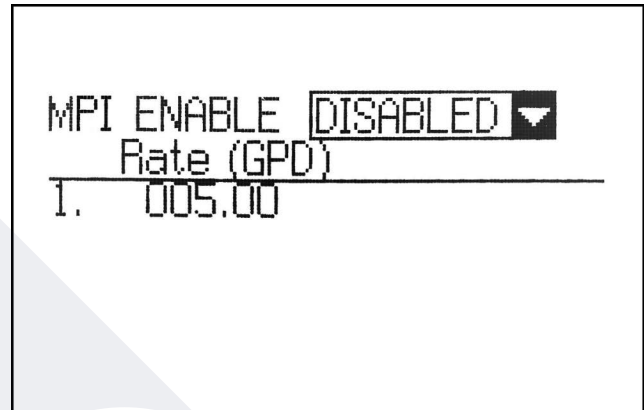 MPI ENABLE DISABLED
Rate (GPD)
1. 005.00